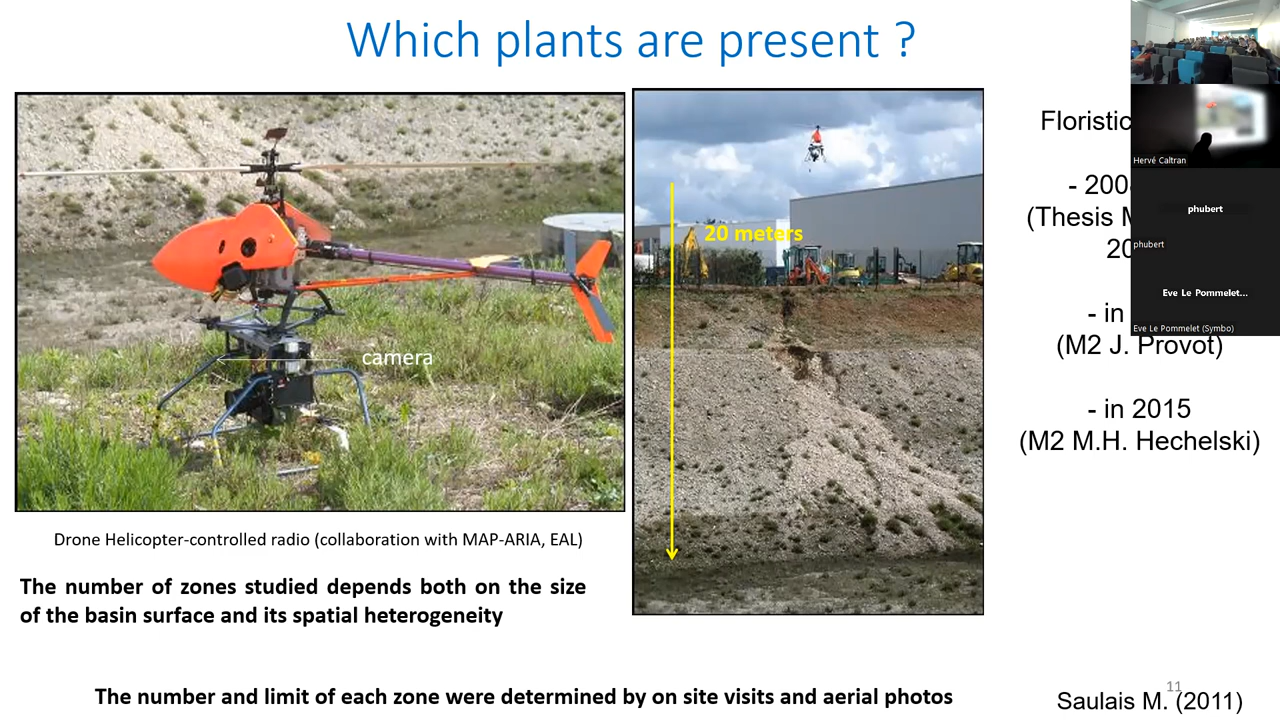 Which plants are present ?
camera
20 meters
Drone Helicopter-controlled radio (collaboration with MAP-ARIA, EAL)
The number of zones studied depends both on the size
of the basin surface and its spatial heterogeneity
The number and limit of each zone were determined by on site visits and aerial photos
Floristic
- 200
(Thesis M
20
- in
(M2 J. Provot)
- in 2015
(M2 M.H. Hechelski)
11
Saulais M. (2011)
Hervé Caltran
phubert
phubert
Eve Le Pommelet...
Eve Le Pommelet (Symbo)